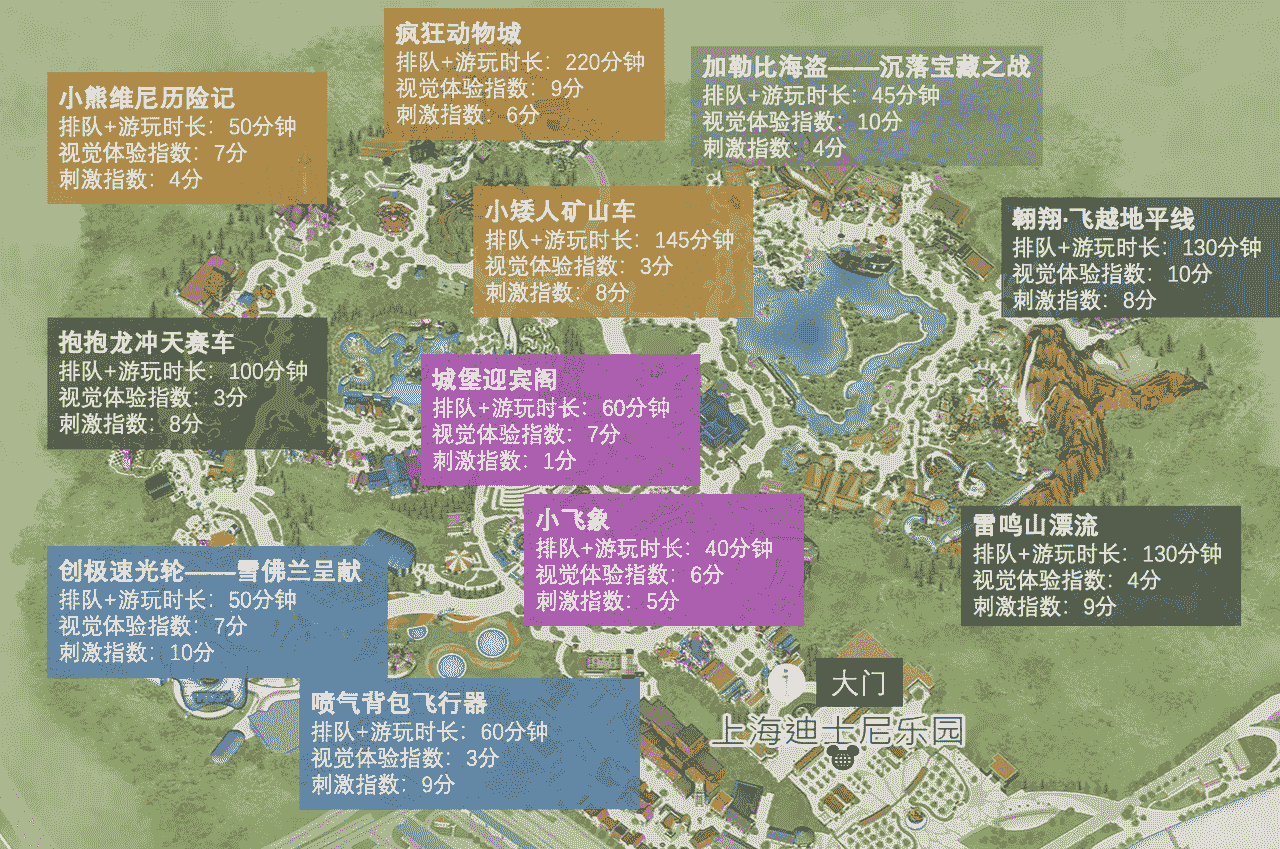 疯狂动物城
排队+游玩时长：220分钟
视觉体验指数：9分
刺激指数：6分
加勒比海盗——沉落宝藏之战
排队+游玩时长：45分钟
视觉体验指数：10分
刺激指数：4分
小熊维尼历险记
排队+游玩时长：50分钟
视觉体验指数：7分
刺激指数：4分
小矮人矿山车
排队+游玩时长：145分钟
视觉体验指数：3分
刺激指数：8分
翱翔·飞越地平线
排队+游玩时长：130分钟
视觉体验指数：10分
刺激指数：8分
抱抱龙冲天赛车
排队+游玩时长：100分钟
视觉体验指数：3分
刺激指数：8分
城堡迎宾阁
排队+游玩时长：60分钟
视觉体验指数：7分
刺激指数：1分
小飞象
排队+游玩时长：40分钟
视觉体验指数：6分
刺激指数：5分
雷鸣山漂流
排队+游玩时长：130分钟
视觉体验指数：4分
刺激指数：9分
创极速光轮——雪佛兰呈献
排队+游玩时长：50分钟
视觉体验指数：7分
刺激指数：10分
喷气背包飞行器
排队+游玩时长：60分钟
视觉体验指数：3分
刺激指数：9分
大门
上海迪士尼乐园